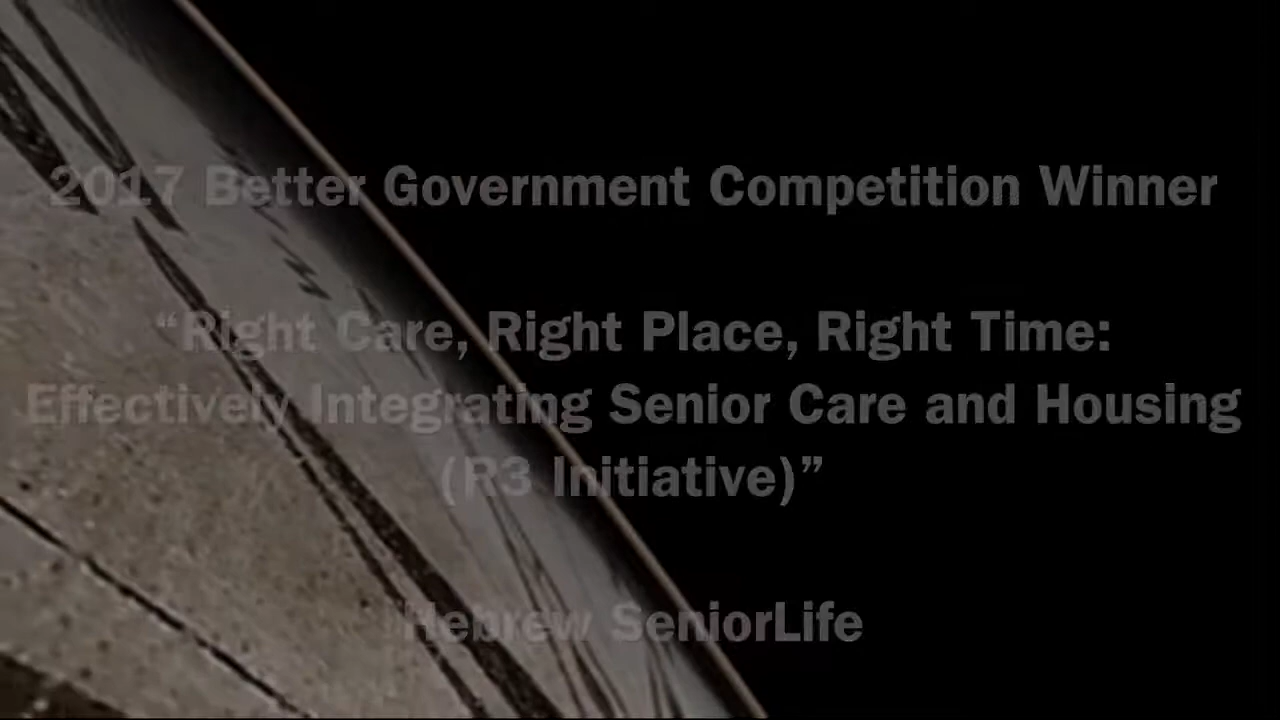 2017 Better Government Competition Winner
“Right Care, Right Place, Right Time:
Effectively Integrating Senior Care and Housing
(R3 Initiative)”
Hebrew SeniorLife